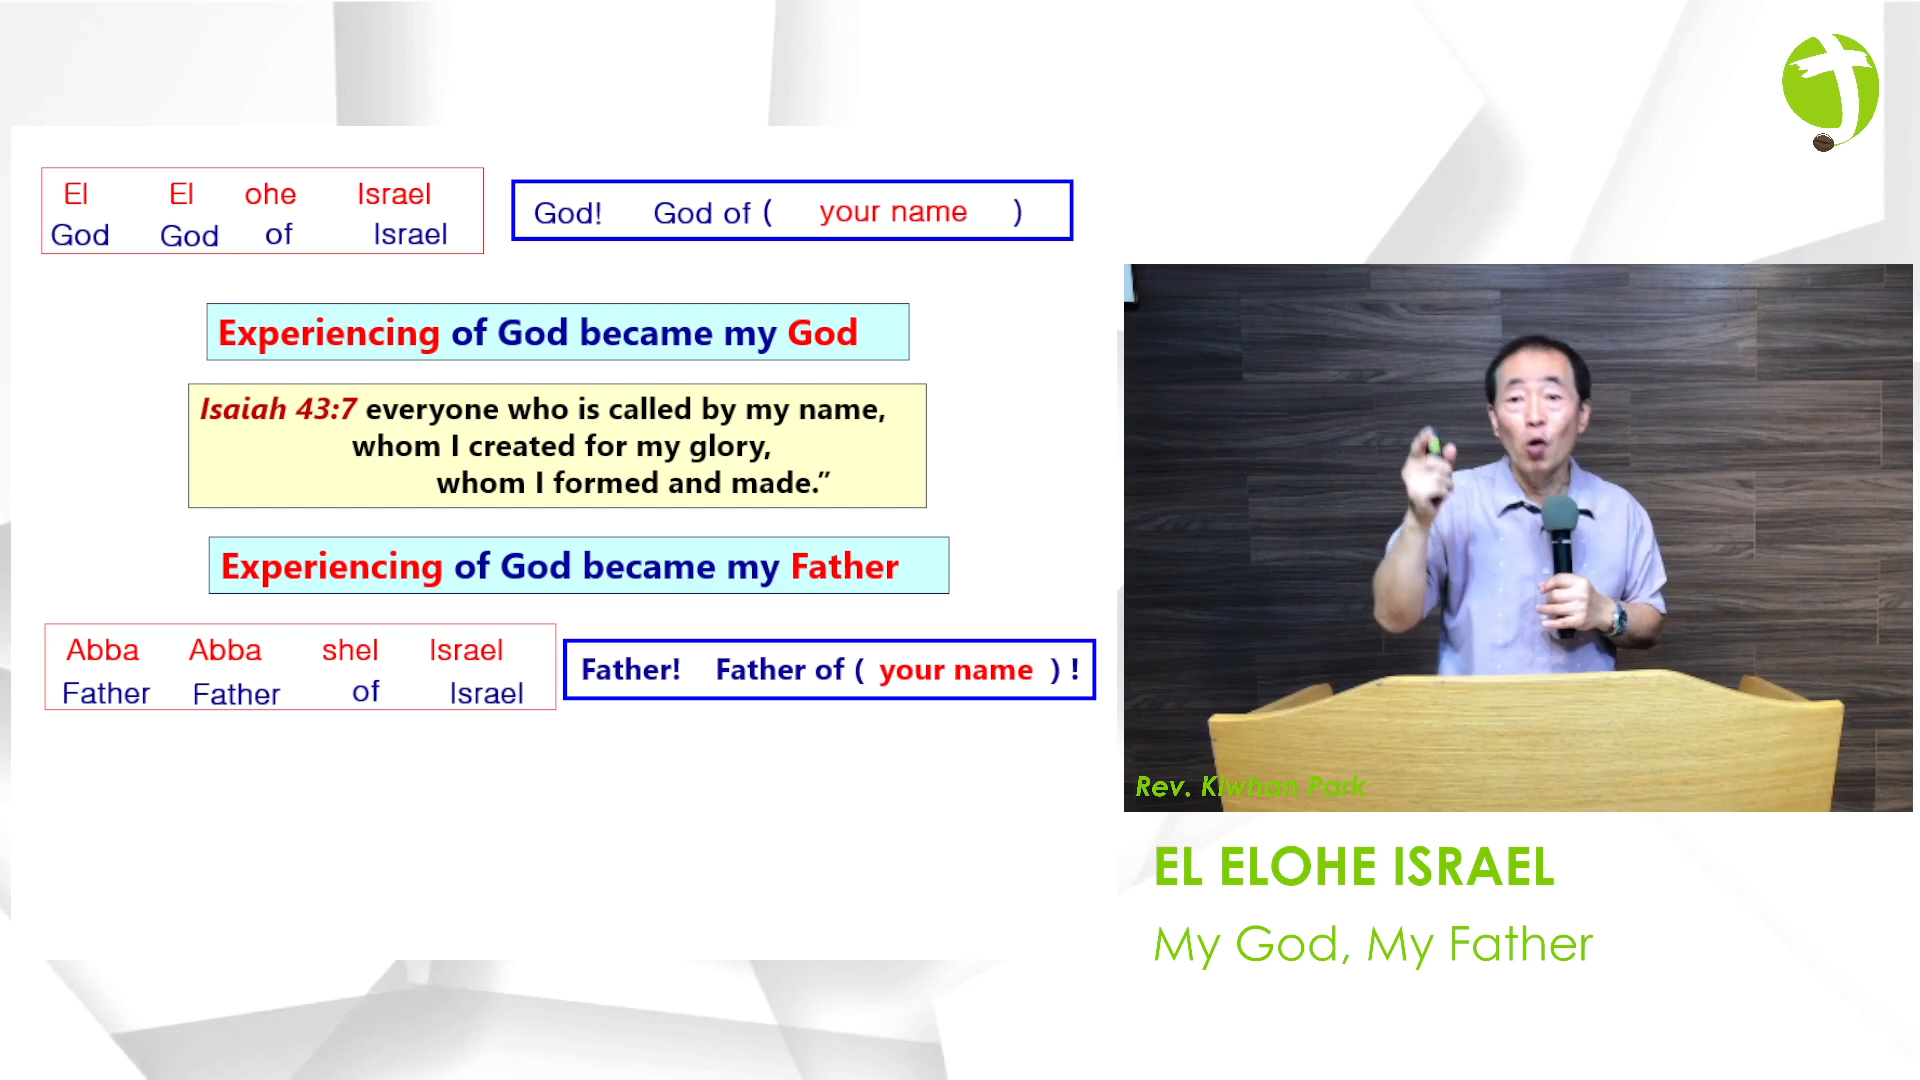 El El ohe Israel
God God of Israel
God! God of ( your name )
Experiencing of God became my God
Isaiah 43:7 everyone who is called by my name,
whom I created for my glory,
whom I formed and made.”
Experiencing of God became my Father
Abba Abba shel Israel
Father Father of Israel
Father! Father of ( your name ) !
Rev. Kiwhan Park
EL ELOHE ISRAEL
My God, My Father